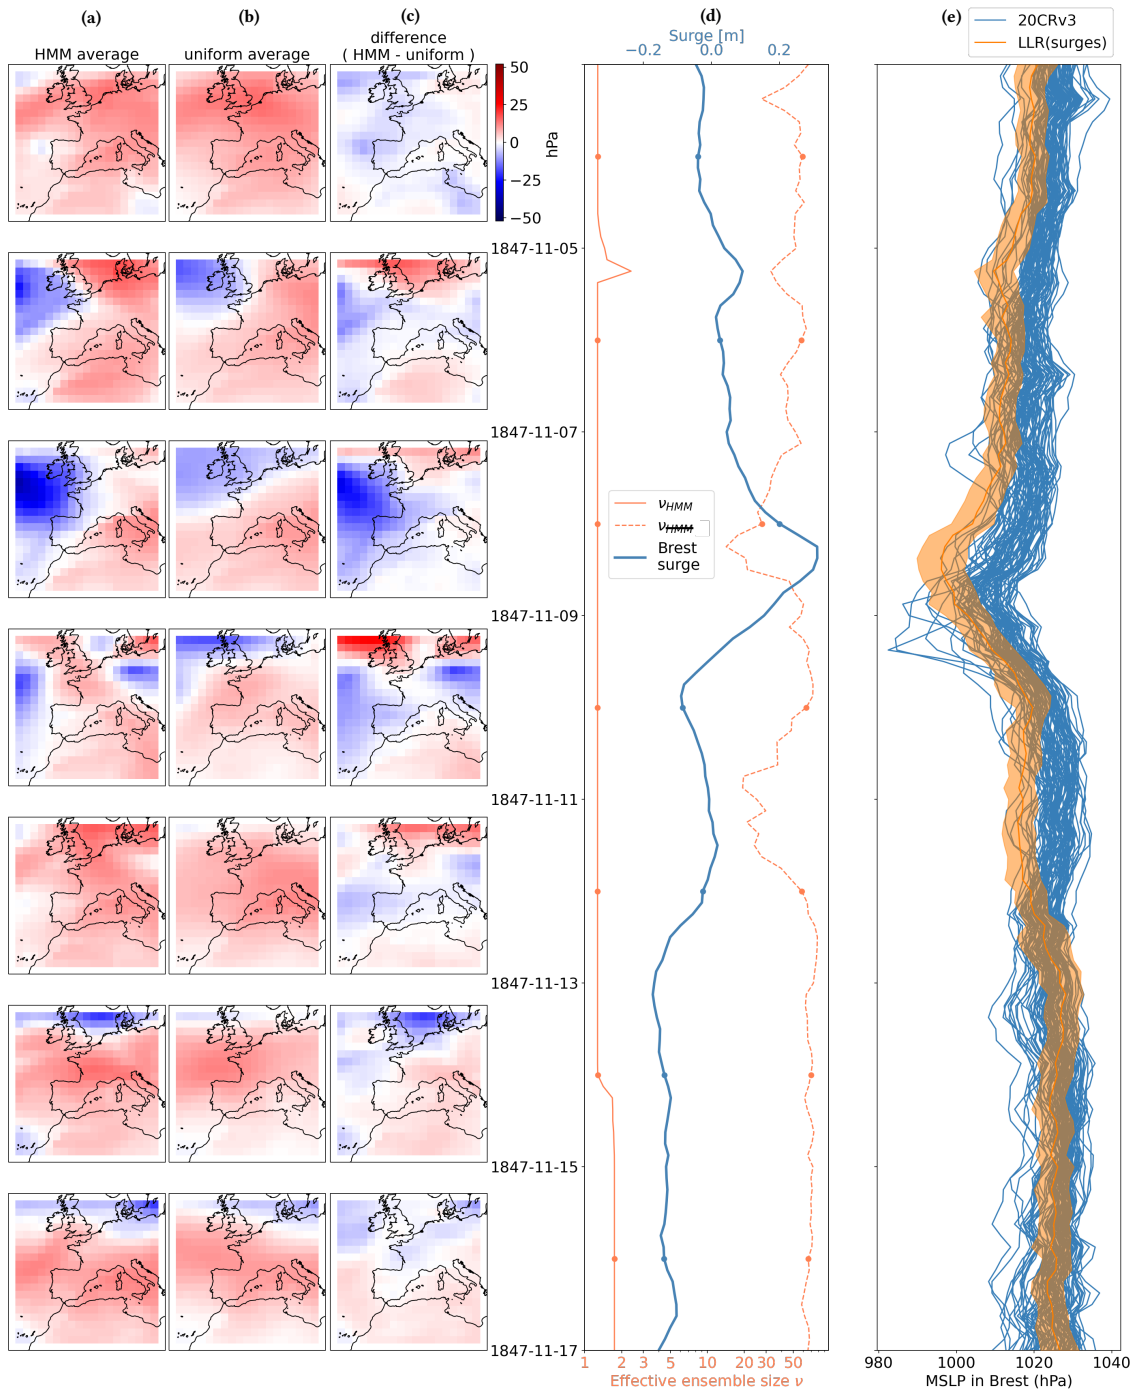 (a)
(b)
(c)
(d)
(e)
HMM average
uniform average
difference
( HMM - uniform )
50
25
0
−25
−50
hPa
Surge [m]
−0.2
0.0
0.2
20CRv3
LLR(surges)
1847-11-05
1847-11-07
1847-11-09
1847-11-11
1847-11-13
1847-11-15
1847-11-17
νHMM
νHMM
Brest
surge
1 2 3 5 10 20 30 50
Effective ensemble size ν
980 1000 1020 1040
MSLP in Brest (hPa)